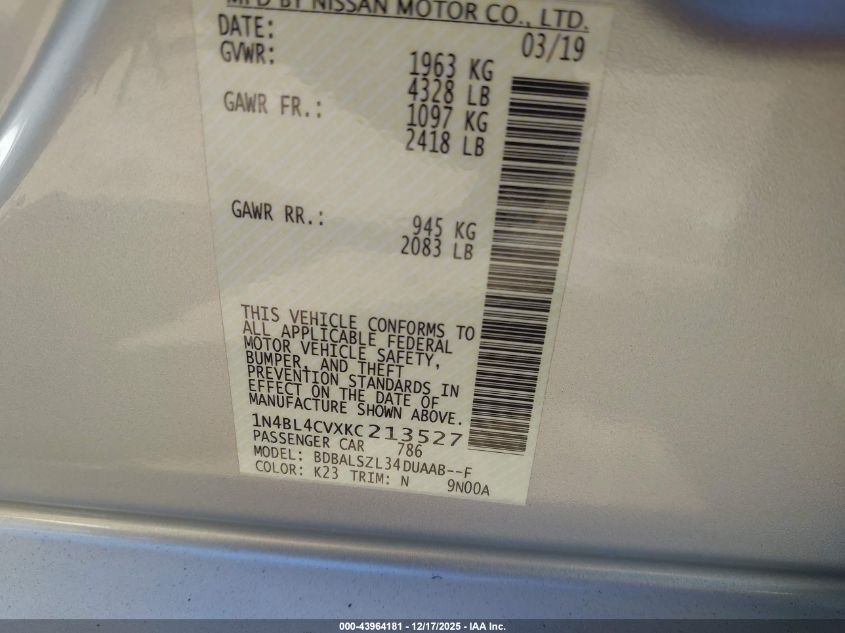 MFD BY NISSAN MOTOR CO., LTD.
DATE: 03/19
GVWR: 1963 KG
4328 LB
GAWR FR.: 1097 KG
2418 LB
GAWR RR.: 945 KG
2083 LB
THIS VEHICLE CONFORMS TO
ALL APPLICABLE FEDERAL
MOTOR VEHICLE SAFETY,
BUMPER, AND THEFT
PREVENTION STANDARDS IN
EFFECT ON THE DATE OF
MANUFACTURE SHOWN ABOVE.
1N4BL4CVXKC213527
PASSENGER CAR 786
MODEL: BDBALSZL34DUAAB--F
COLOR: K23 TRIM: N 9N00A
000-43964181 - 12/17/2025 - IAA Inc.